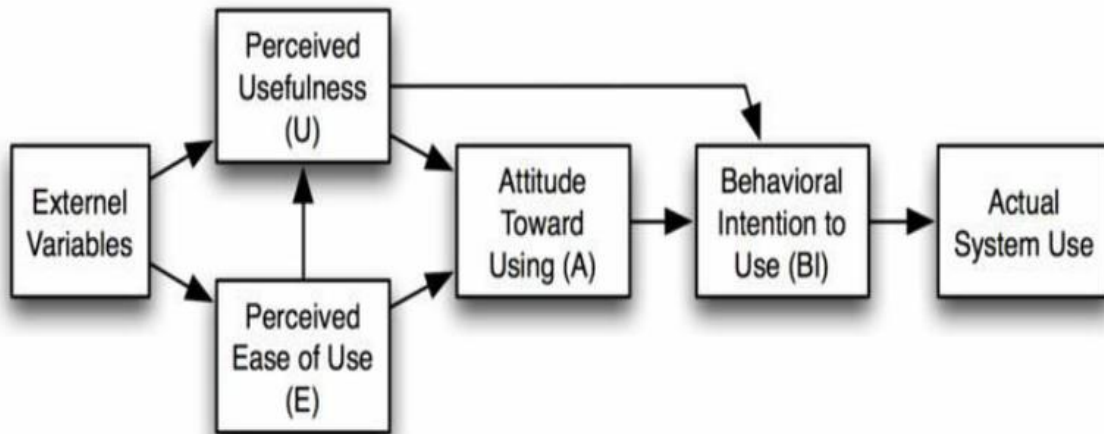 Externel
Variables
Perceived
Usefulness
(U)
Perceived
Ease of Use
(E)
Attitude
Toward
Using (A)
Behavioral
Intention to
Use (BI)
Actual
System Use